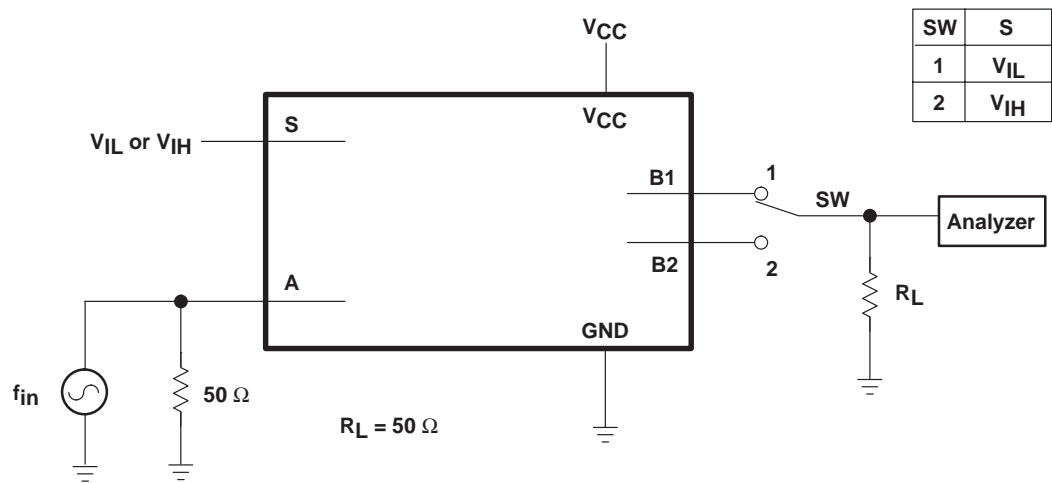 VCC
SW S
1 VIL
2 VIH
VCC
S
VIL or VIH
B1
1
SW
Analyzer
B2
2
RL
A
GND
fin
50 Ω
RL = 50 Ω